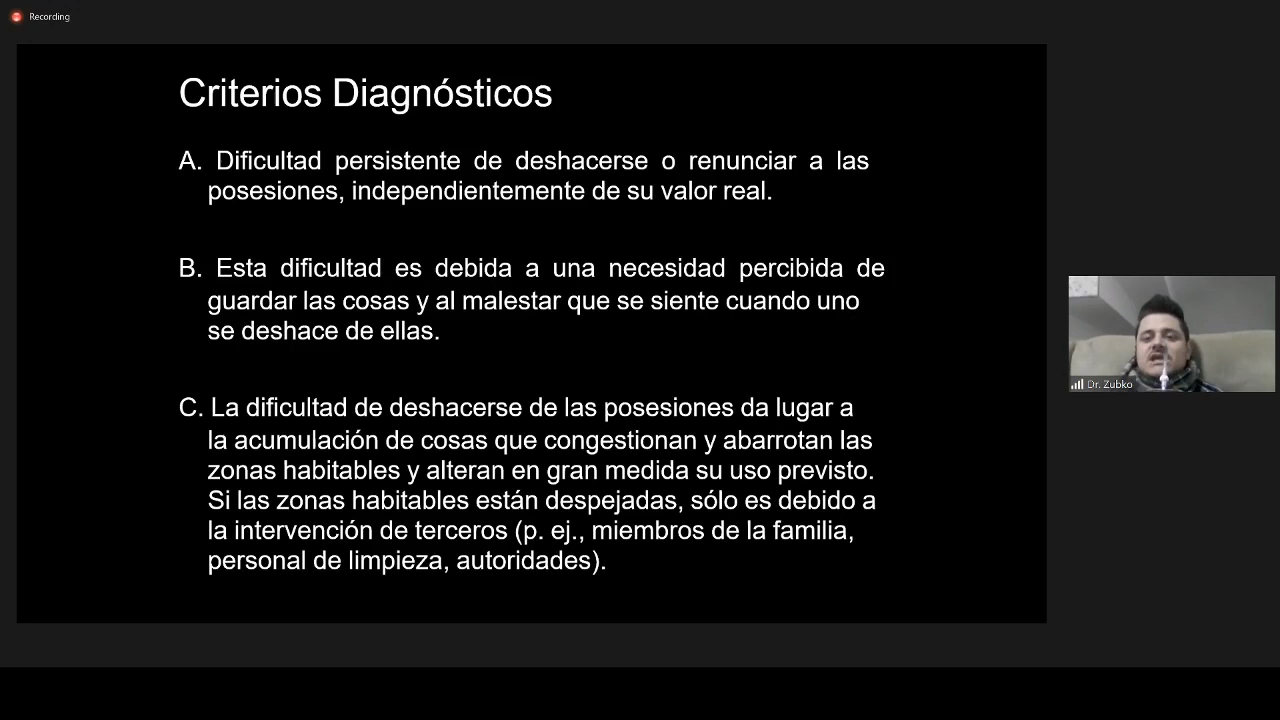 Recording
Criterios Diagnósticos
A. Dificultad persistente de deshacerse o renunciar a las
posesiones, independientemente de su valor real.
B. Esta dificultad es debida a una necesidad percibida de
guardar las cosas y al malestar que se siente cuando uno
se deshace de ellas.
C. La dificultad de deshacerse de las posesiones da lugar a
la acumulación de cosas que congestionan y abarrotan las
zonas habitables y alteran en gran medida su uso previsto.
Si las zonas habitables están despejadas, sólo es debido a
la intervención de terceros (p. ej., miembros de la familia,
personal de limpieza, autoridades).
Dr. Zubko